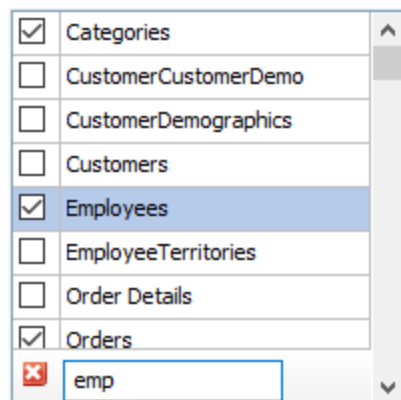 Categories
CustomerCustomerDemo
CustomerDemographics
Customers
Employees
EmployeeTerritories
Order Details
Orders
emp